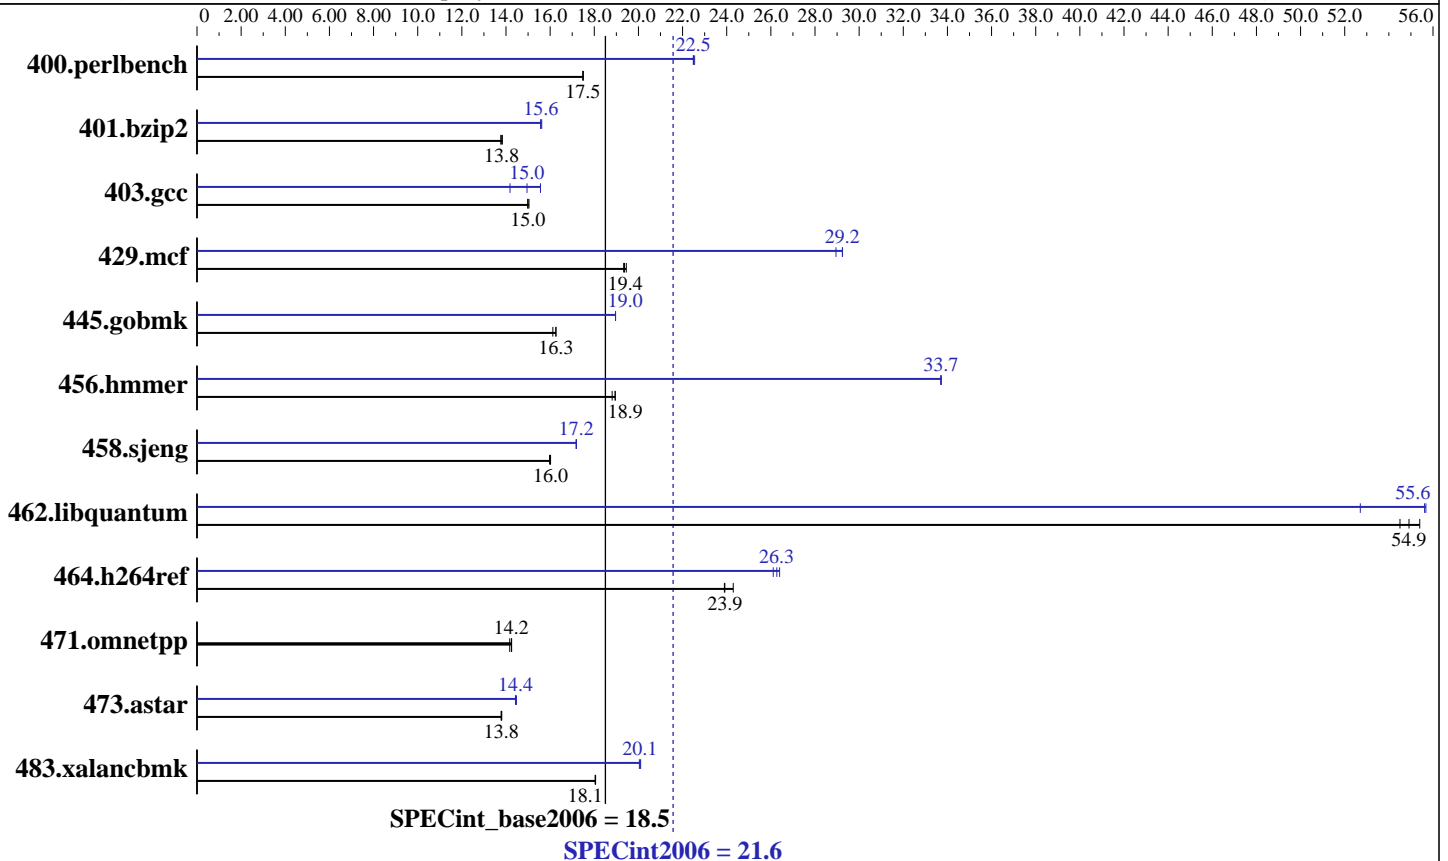 0 2.00 4.00 6.00 8.00 10.0 12.0 14.0 16.0 18.0 20.0 22.0 24.0 26.0 28.0 30.0 32.0 34.0 36.0 38.0 40.0 42.0 44.0 46.0 48.0 50.0 52.0 56.0
22.5
400.perlbench
17.5
15.6
401.bzip2
13.8
15.0
403.gcc
15.0
29.2
429.mcf
19.4
19.0
445.gobmk
16.3
33.7
456.hmmer
18.9
17.2
458.sjeng
16.0
55.6
462.libquantum
54.9
26.3
464.h264ref
23.9
14.2
471.omnetpp
14.4
473.astar
13.8
20.1
483.xalancbmk
18.1
SPECint_base2006 = 18.5
SPECint2006 = 21.6